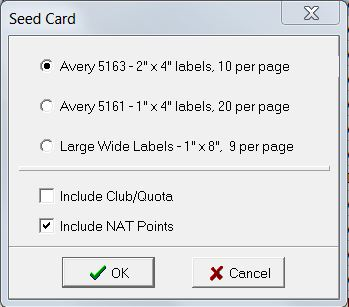 Seed Card
Avery 5163 - 2" x 4" labels, 10 per page
Avery 5161 - 1" x 4" labels, 20 per page
Large Wide Labels - 1" x 8",  9 per page
Include Club/Quota
Include NAT Points
OK
Cancel